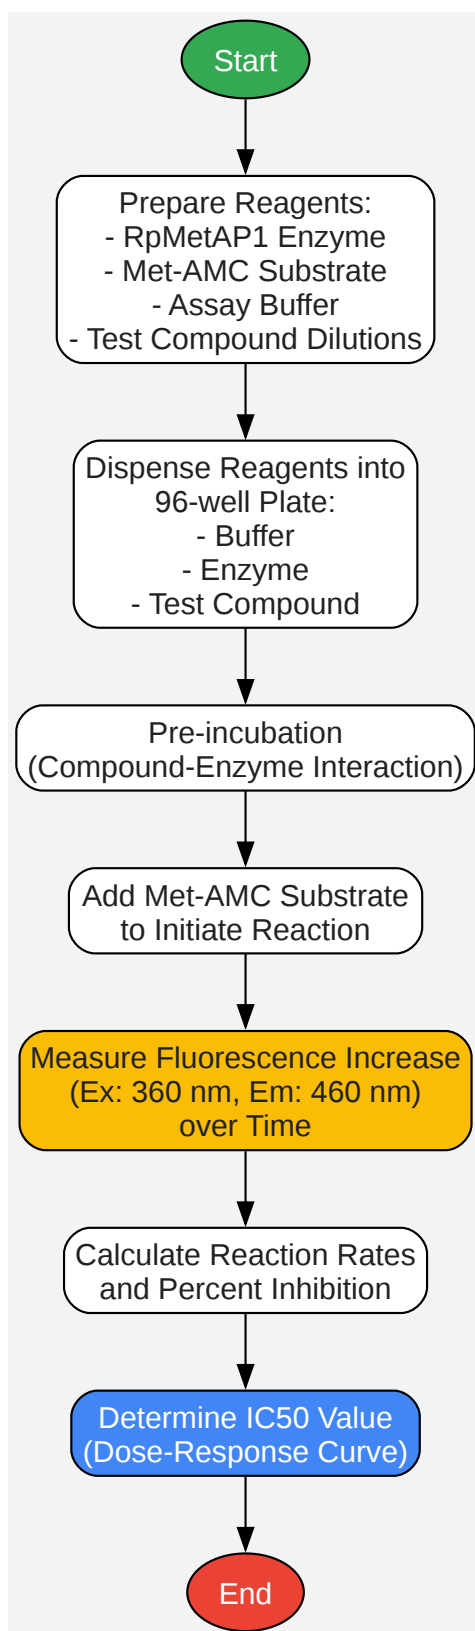 Start
Prepare Reagents:
- RpMetAP1 Enzyme
- Met-AMC Substrate
- Assay Buffer
- Test Compound Dilutions
Dispense Reagents into
96-well Plate:
- Buffer
- Enzyme
- Test Compound
Pre-incubation
(Compound-Enzyme Interaction)
Add Met-AMC Substrate
to Initiate Reaction
Measure Fluorescence Increase
(Ex: 360 nm, Em: 460 nm)
over Time
Calculate Reaction Rates
and Percent Inhibition
Determine IC50 Value
(Dose-Response Curve)
End